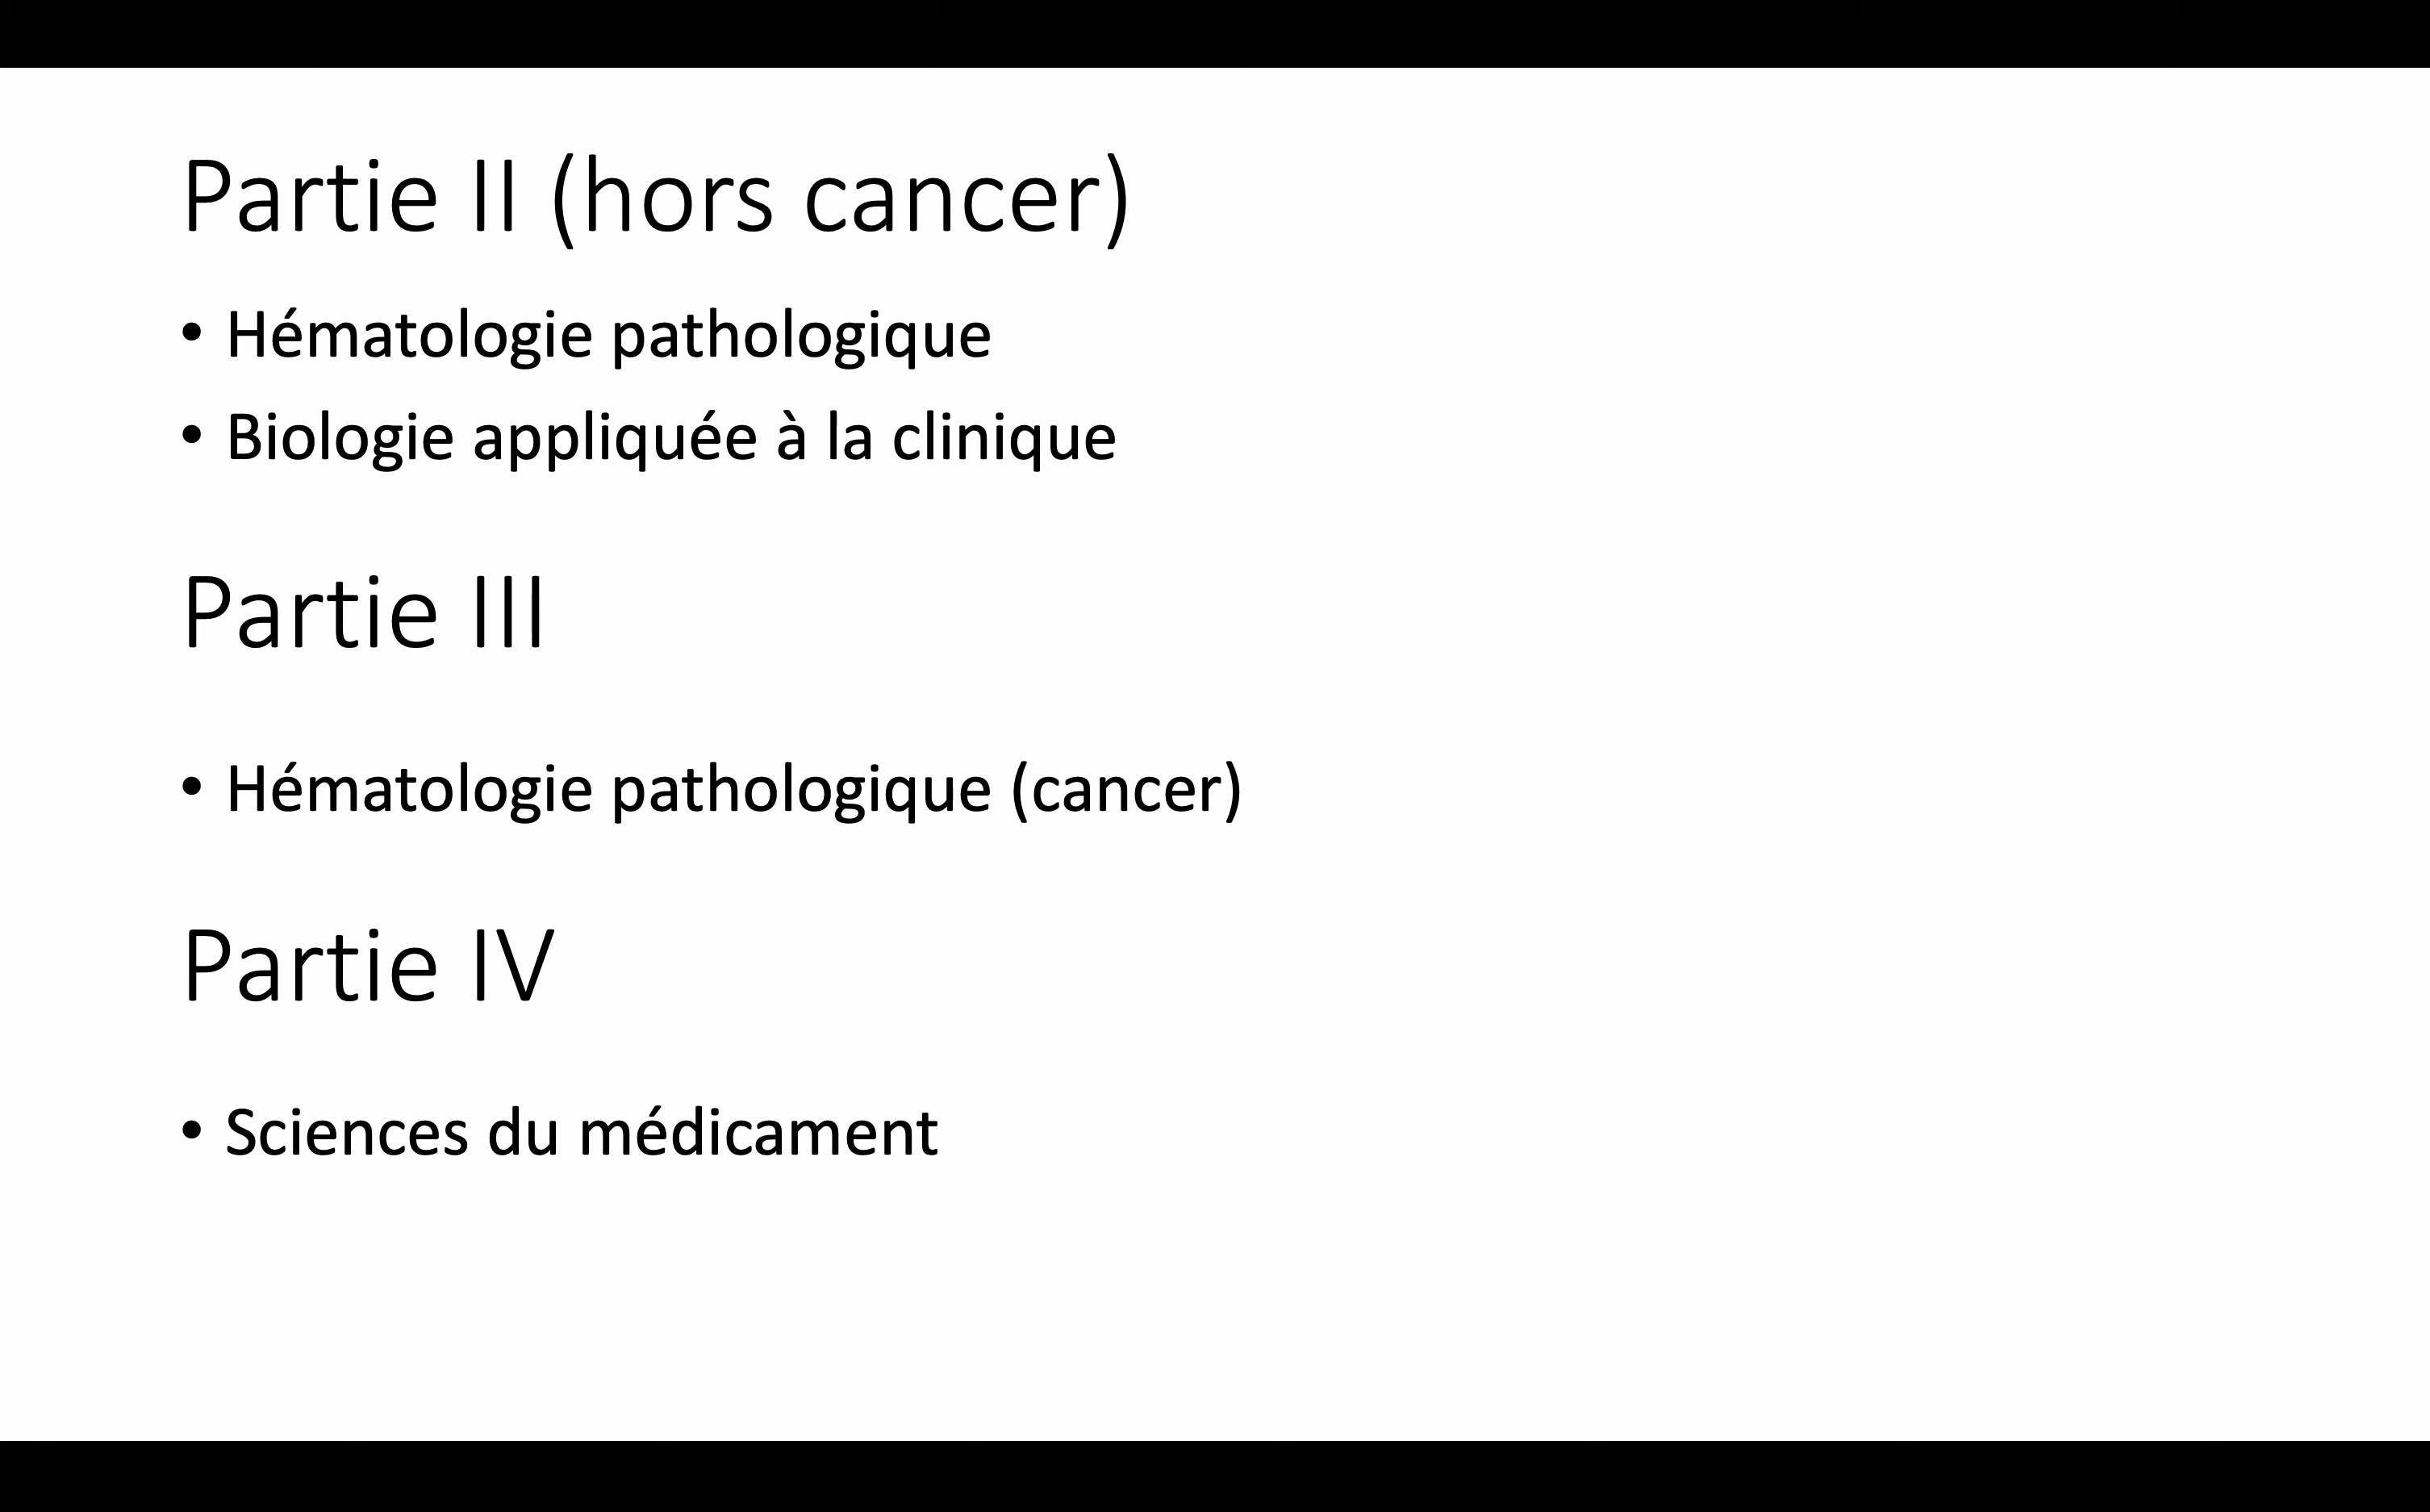 Partie II (hors cancer)
• Hématologie pathologique
• Biologie appliquée à la clinique
Partie III
• Hématologie pathologique (cancer)
Partie IV
• Sciences du médicament